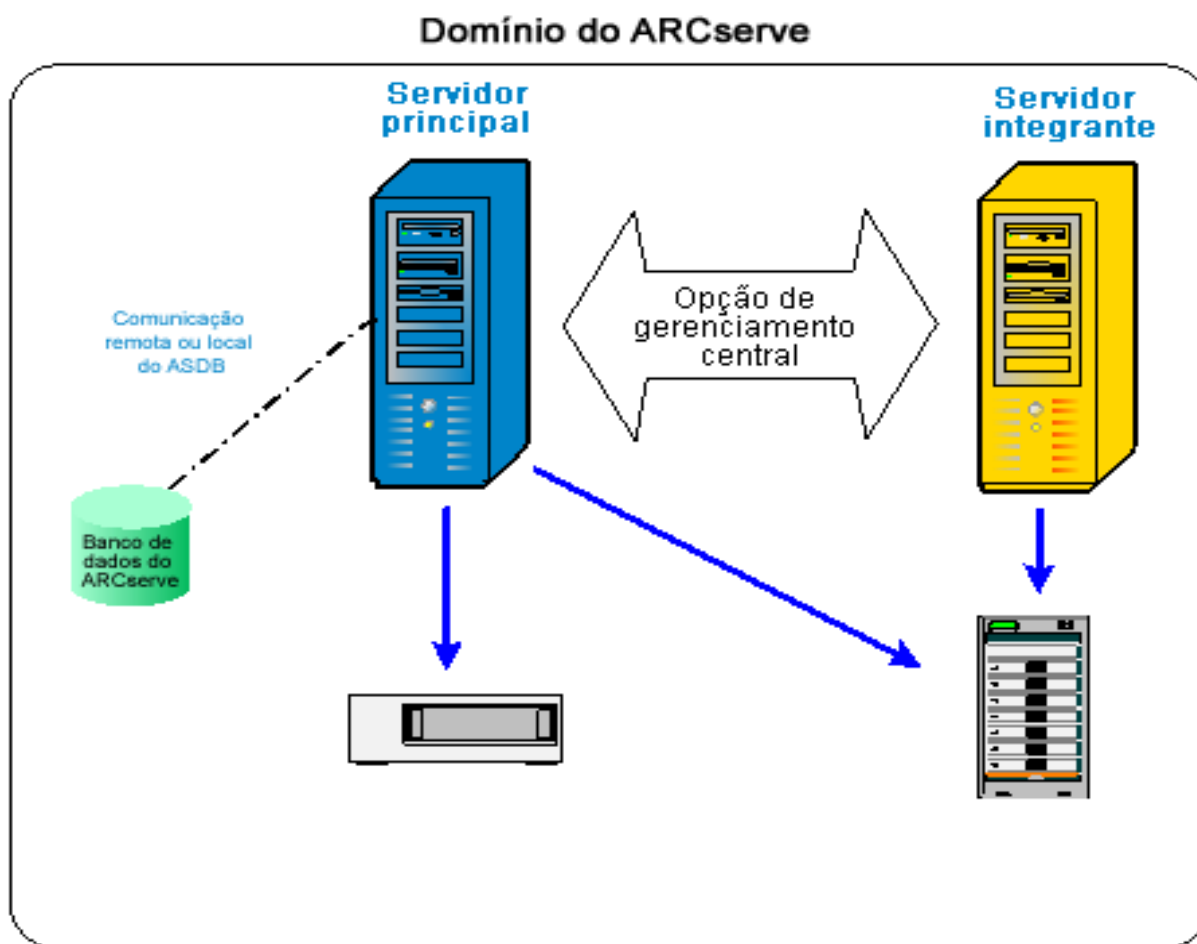 Domínio do ARCserve
Servidor
principal
Servidor
integrante
Opção de
gerenciamento
central
Comunicação
remota ou local
do ASDB
Banco de
dados do
ARCserve